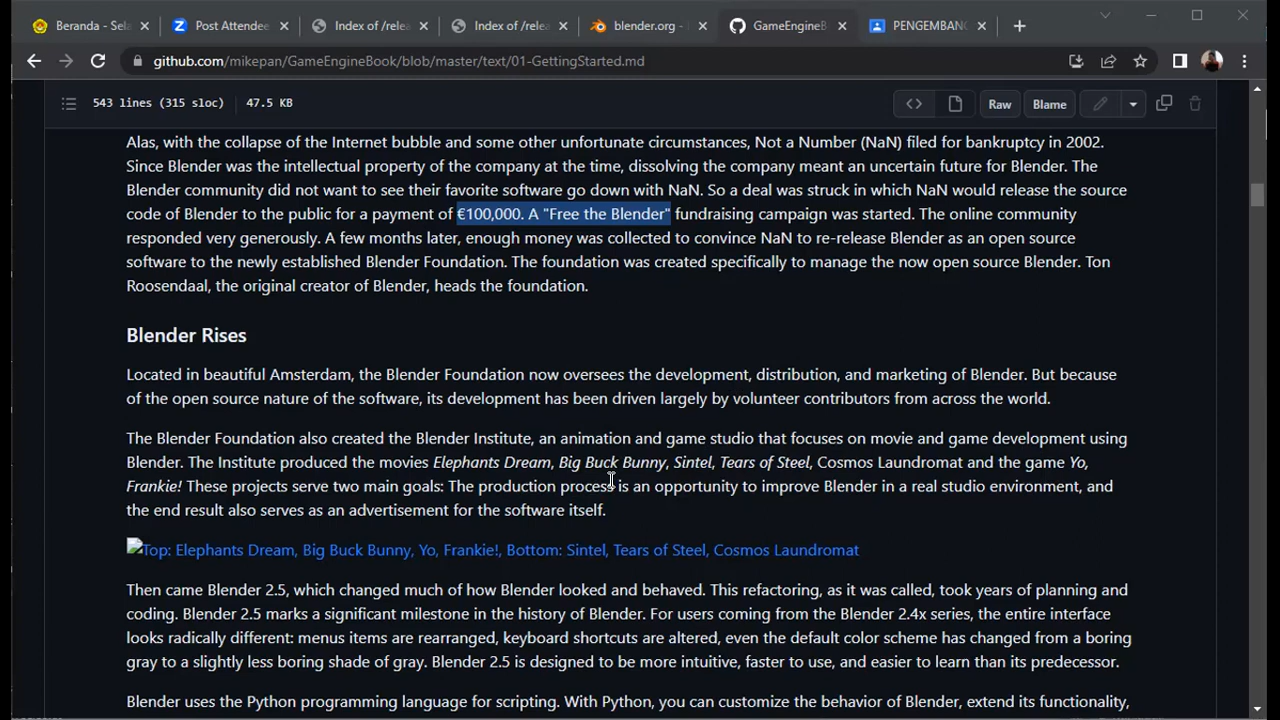 Beranda - Sela
Post Attendee
Index of /relea
Index of /relea
blender.org -
GameEngineB
PENGEMBANG
github.com/mikepan/GameEngineBook/blob/master/text/01-GettingStarted.md
543 lines (315 sloc) 47.5 KB
Raw
Blame
Alas, with the collapse of the Internet bubble and some other unfortunate circumstances, Not a Number (NaN) filed for bankruptcy in 2002.
Since Blender was the intellectual property of the company at the time, dissolving the company meant an uncertain future for Blender. The
Blender community did not want to see their favorite software go down with NaN. So a deal was struck in which NaN would release the source
code of Blender to the public for a payment of €100,000. A "Free the Blender" fundraising campaign was started. The online community
responded very generously. A few months later, enough money was collected to convince NaN to re-release Blender as an open source
software to the newly established Blender Foundation. The foundation was created specifically to manage the now open source Blender. Ton
Roosendaal, the original creator of Blender, heads the foundation.
Blender Rises
Located in beautiful Amsterdam, the Blender Foundation now oversees the development, distribution, and marketing of Blender. But because
of the open source nature of the software, its development has been driven largely by volunteer contributors from across the world.
The Blender Foundation also created the Blender Institute, an animation and game studio that focuses on movie and game development using
Blender. The Institute produced the movies Elephants Dream, Big Buck Bunny, Sintel, Tears of Steel, Cosmos Laundromat and the game Yo,
Frankie! These projects serve two main goals: The production process is an opportunity to improve Blender in a real studio environment, and
the end result also serves as an advertisement for the software itself.
Top: Elephants Dream, Big Buck Bunny, Yo, Frankie!, Bottom: Sintel, Tears of Steel, Cosmos Laundromat
Then came Blender 2.5, which changed much of how Blender looked and behaved. This refactoring, as it was called, took years of planning and
coding. Blender 2.5 marks a significant milestone in the history of Blender. For users coming from the Blender 2.4x series, the entire interface
looks radically different: menus items are rearranged, keyboard shortcuts are altered, even the default color scheme has changed from a boring
gray to a slightly less boring shade of gray. Blender 2.5 is designed to be more intuitive, faster to use, and easier to learn than its predecessor.
Blender uses the Python programming language for scripting. With Python, you can customize the behavior of Blender, extend its functionality,